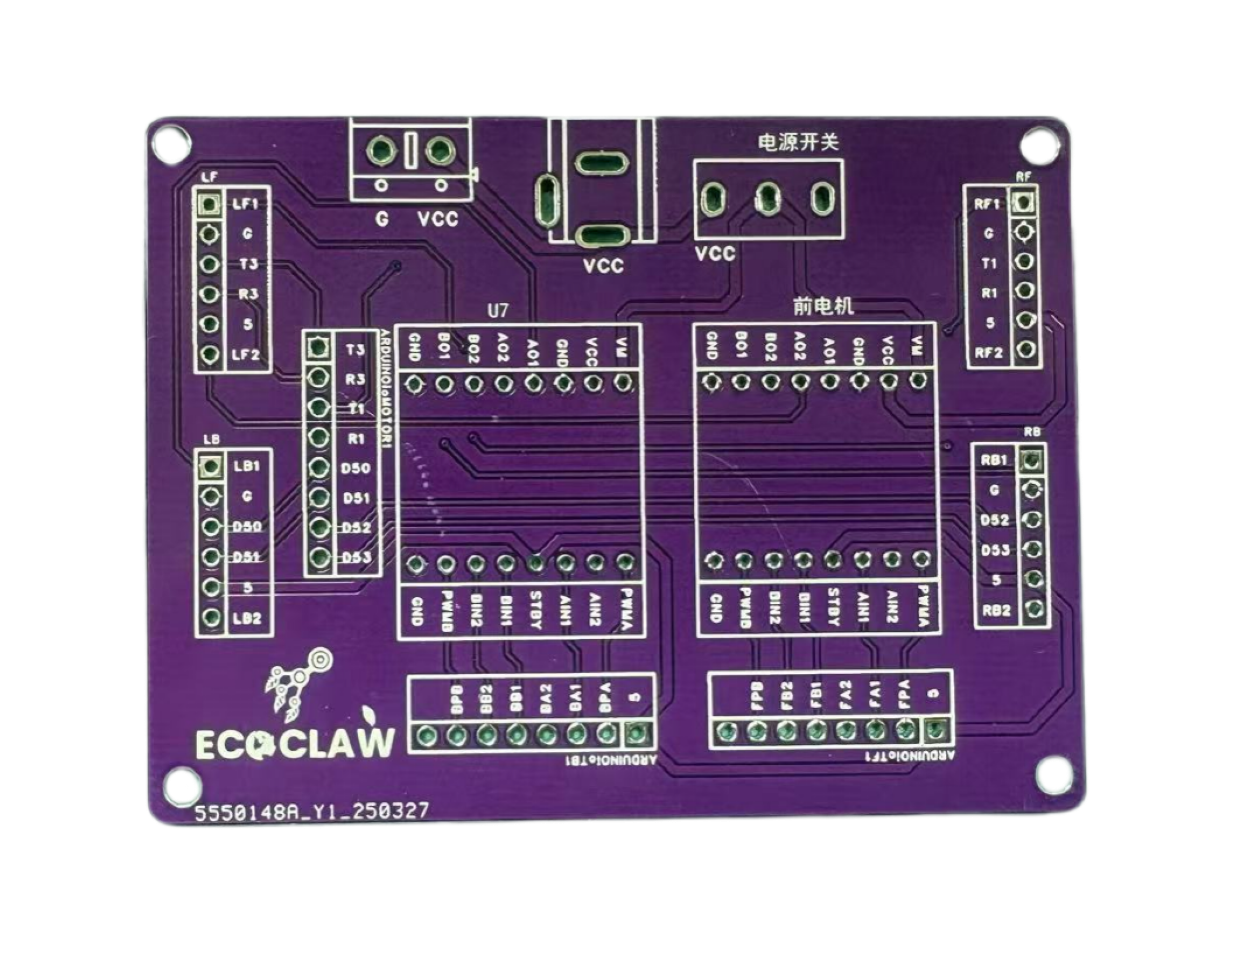 电源开关
LF
RF
LF1
G
T3
R3
5
LF2
G VCC
VCC
VCC
RF1
G
T1
R1
5
RF2
U7
前电机
GND BO1 BO2 AO2 AO1 GND VCC VM
GND BO1 BO2 AO2 AO1 GND VCC VM
T3
R3
T1
R1
D50
D51
D52
D53
ARDUINOIoMOTOR1
LB
LB1
G
D50
D51
5
LB2
RB
RB1
G
D52
D53
5
RB2
GND PWMB BIN2 BIN1 STBY AIN1 AIN2 PWMA
GND PWMB BIN2 BIN1 STBY AIN1 AIN2 PWMA
BPB BB2 BB1 BA2 BA1 BPA 5
FPB FB2 FB1 FA2 FA1 FPA 5
ARDUINOIoTB1
ARDUINOIoTF1
ECOCLAW
5550148A_Y1_250327